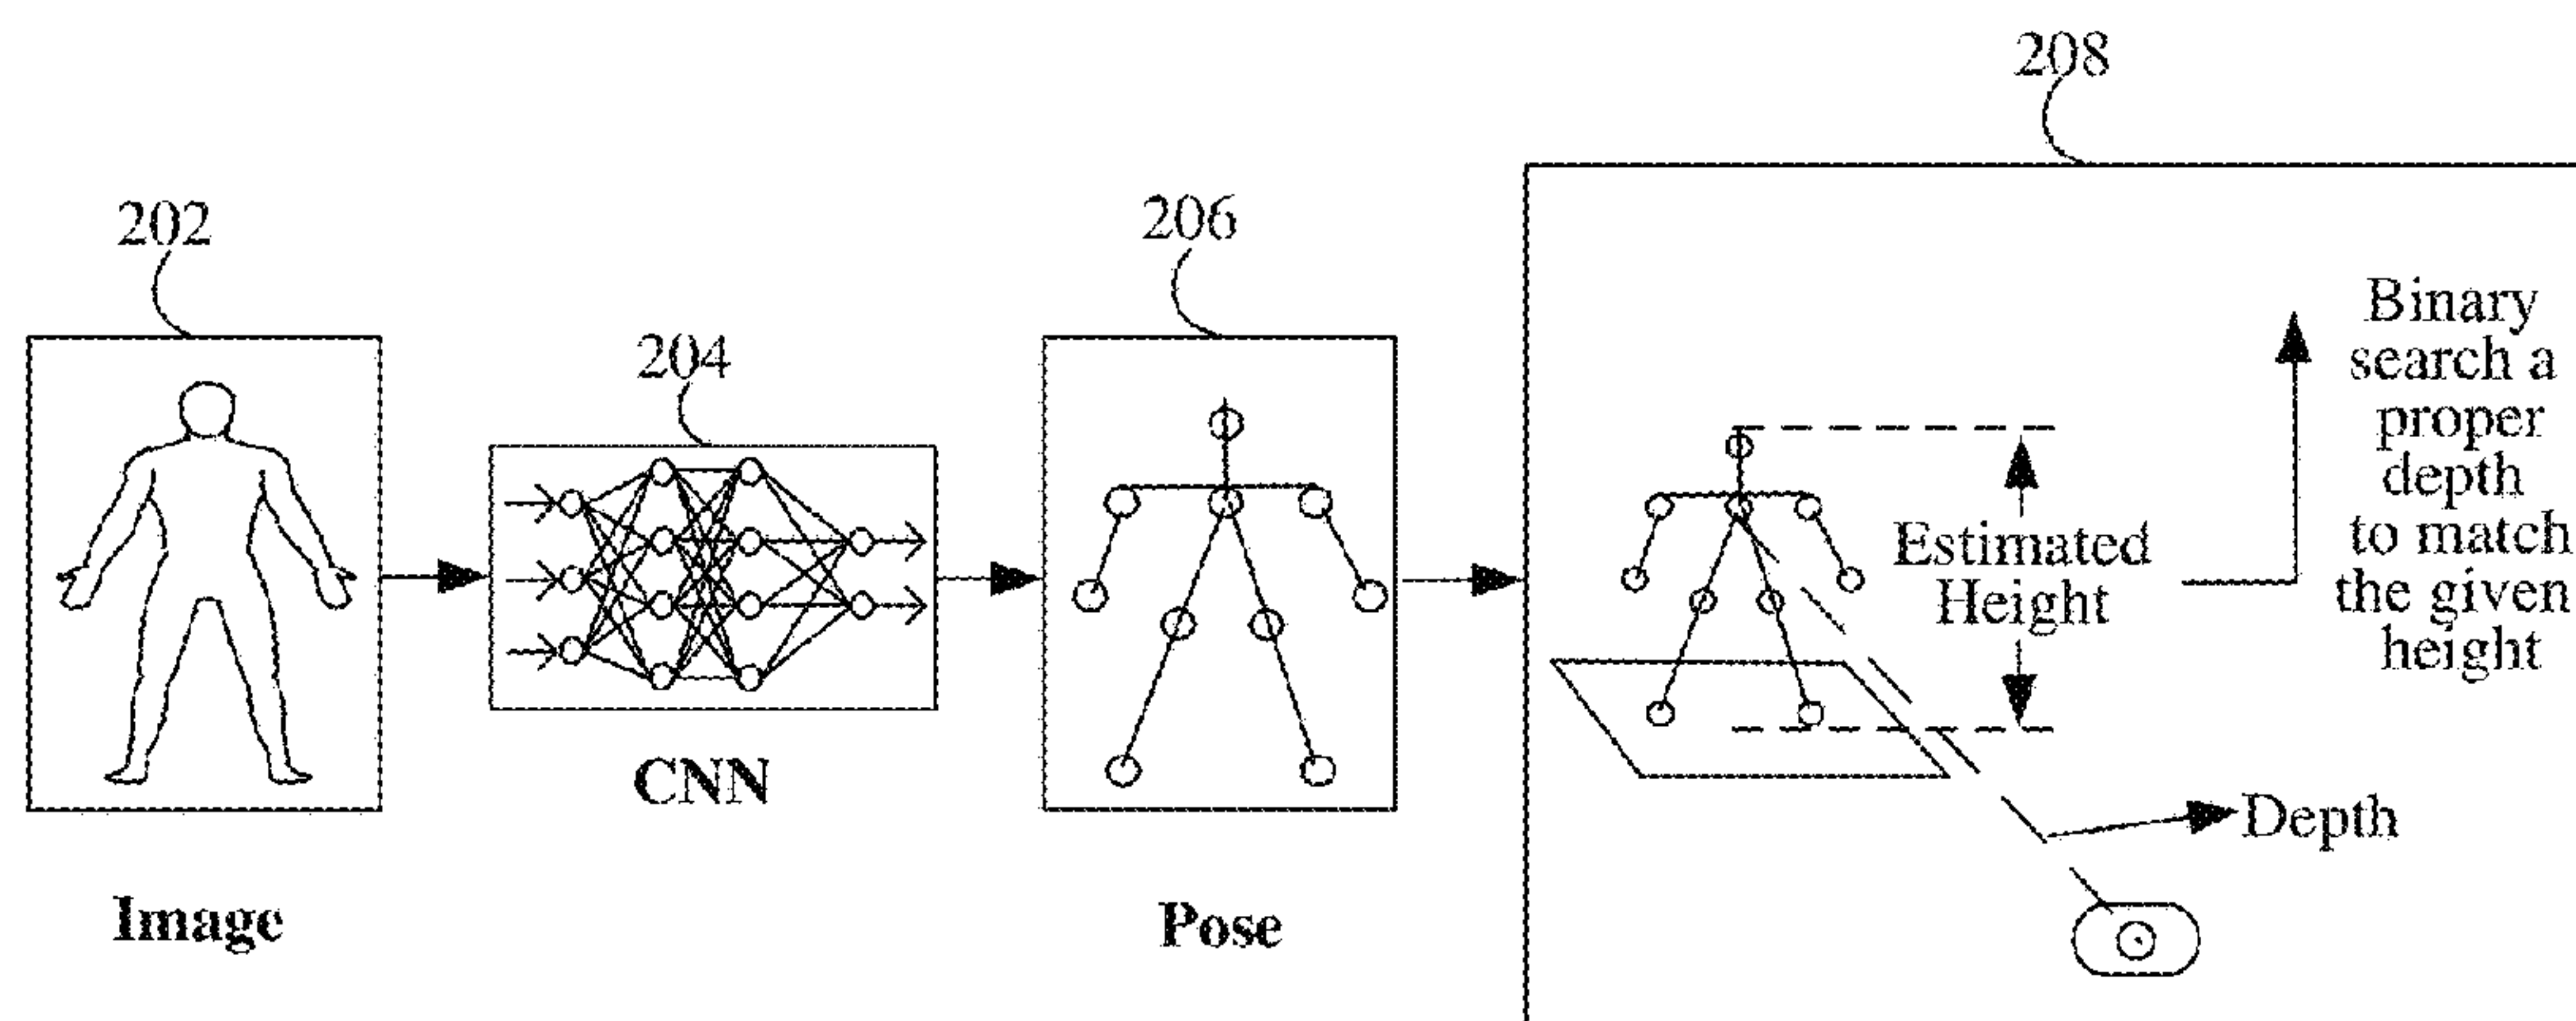 208
202
206
204
Binary
search a
proper
depth
to match
the given
height
Estimated
Height
CNN
Depth
Image
Pose